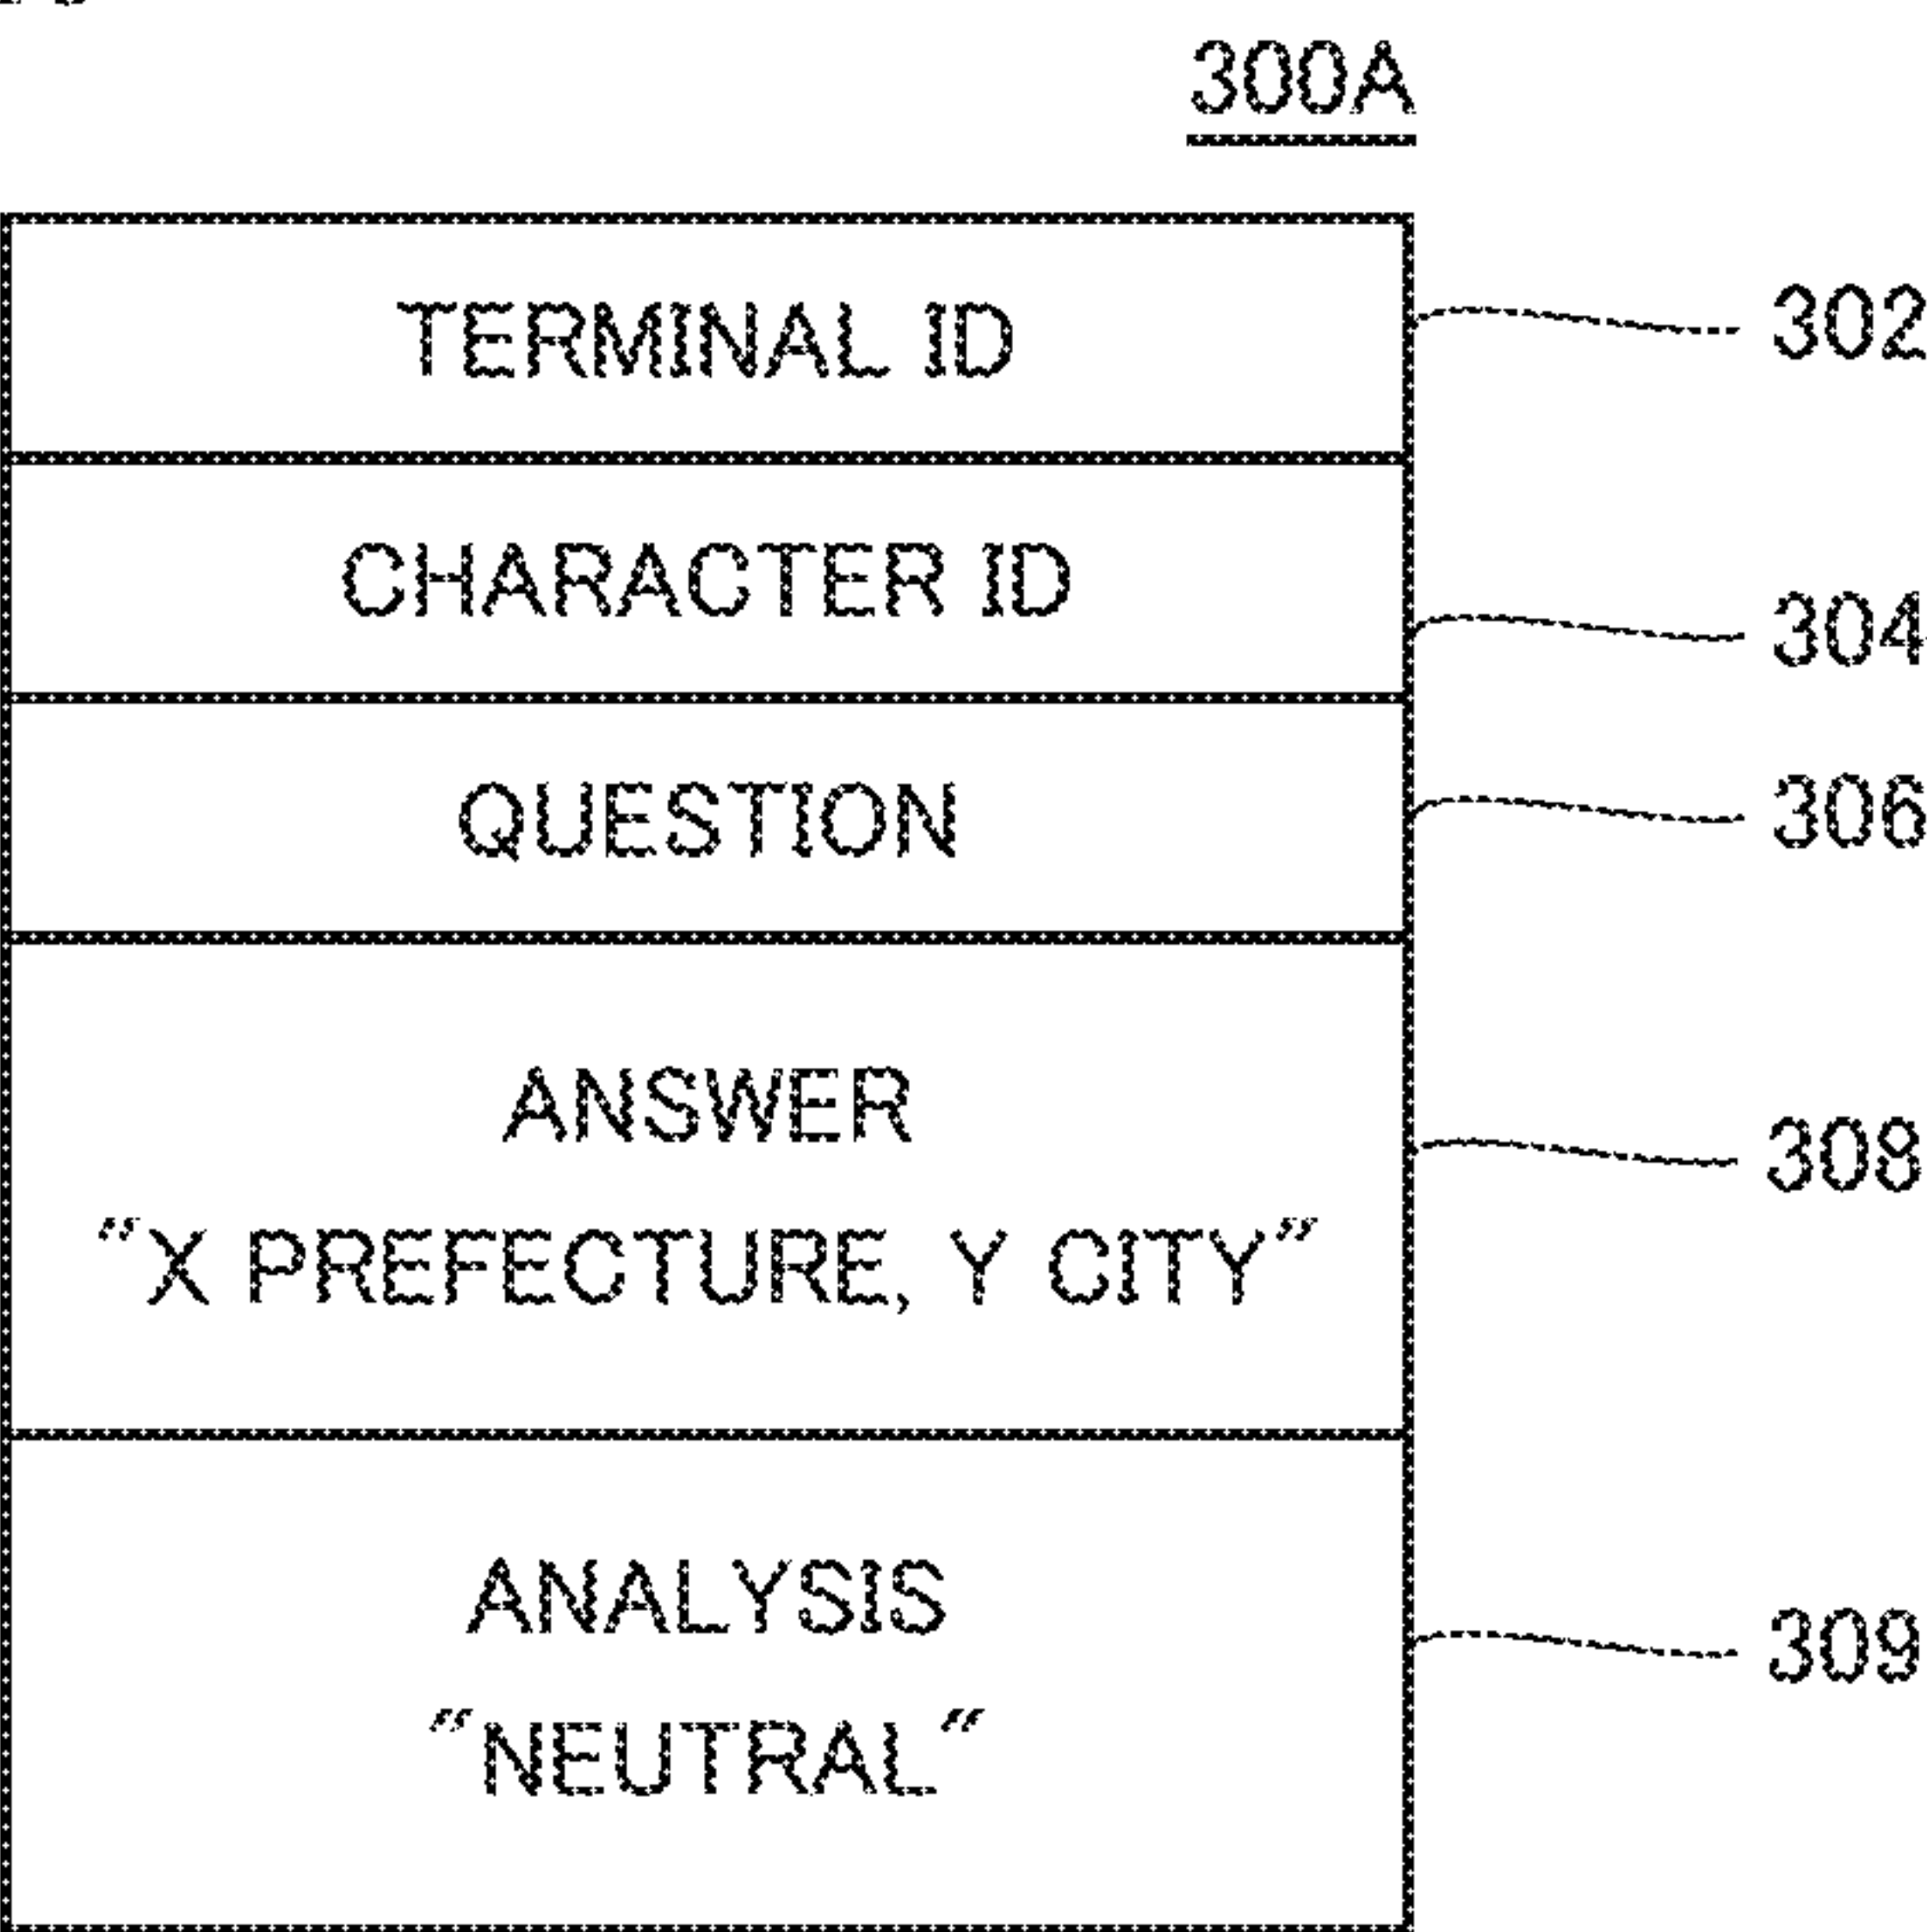 300A
TERMINAL ID
302
CHARACTER ID
304
QUESTION
306
ANSWER
308
"X PREFECTURE, Y CITY"
ANALYSIS
309
"NEUTRAL"